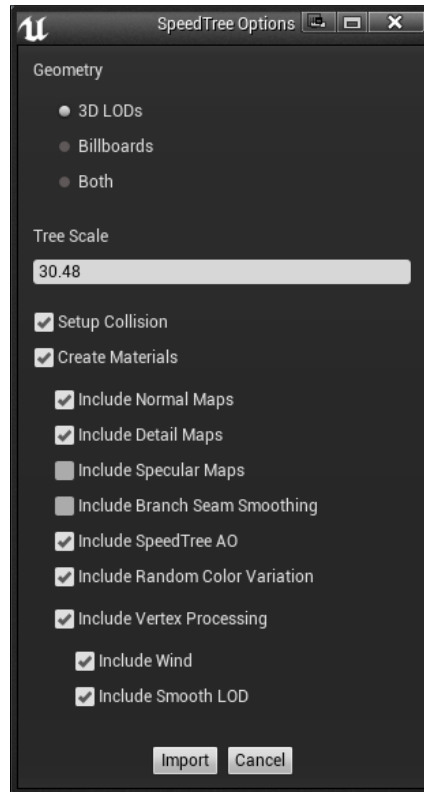 SpeedTree Options
Geometry
3D LODs
Billboards
Both
Tree Scale
30.48
Setup Collision
Create Materials
Include Normal Maps
Include Detail Maps
Include Specular Maps
Include Branch Seam Smoothing
Include SpeedTree AO
Include Random Color Variation
Include Vertex Processing
Include Wind
Include Smooth LOD
Import Cancel